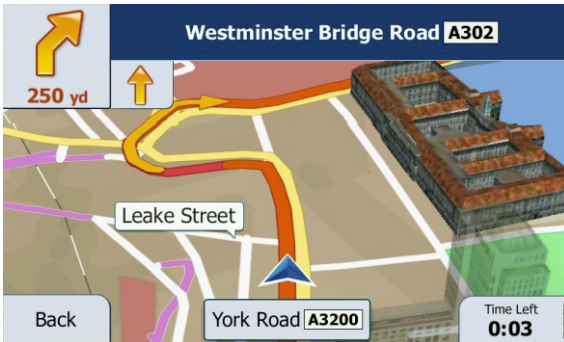 Westminster Bridge Road A302
250 yd
Leake Street
Back
York Road A3200
Time Left
0:03